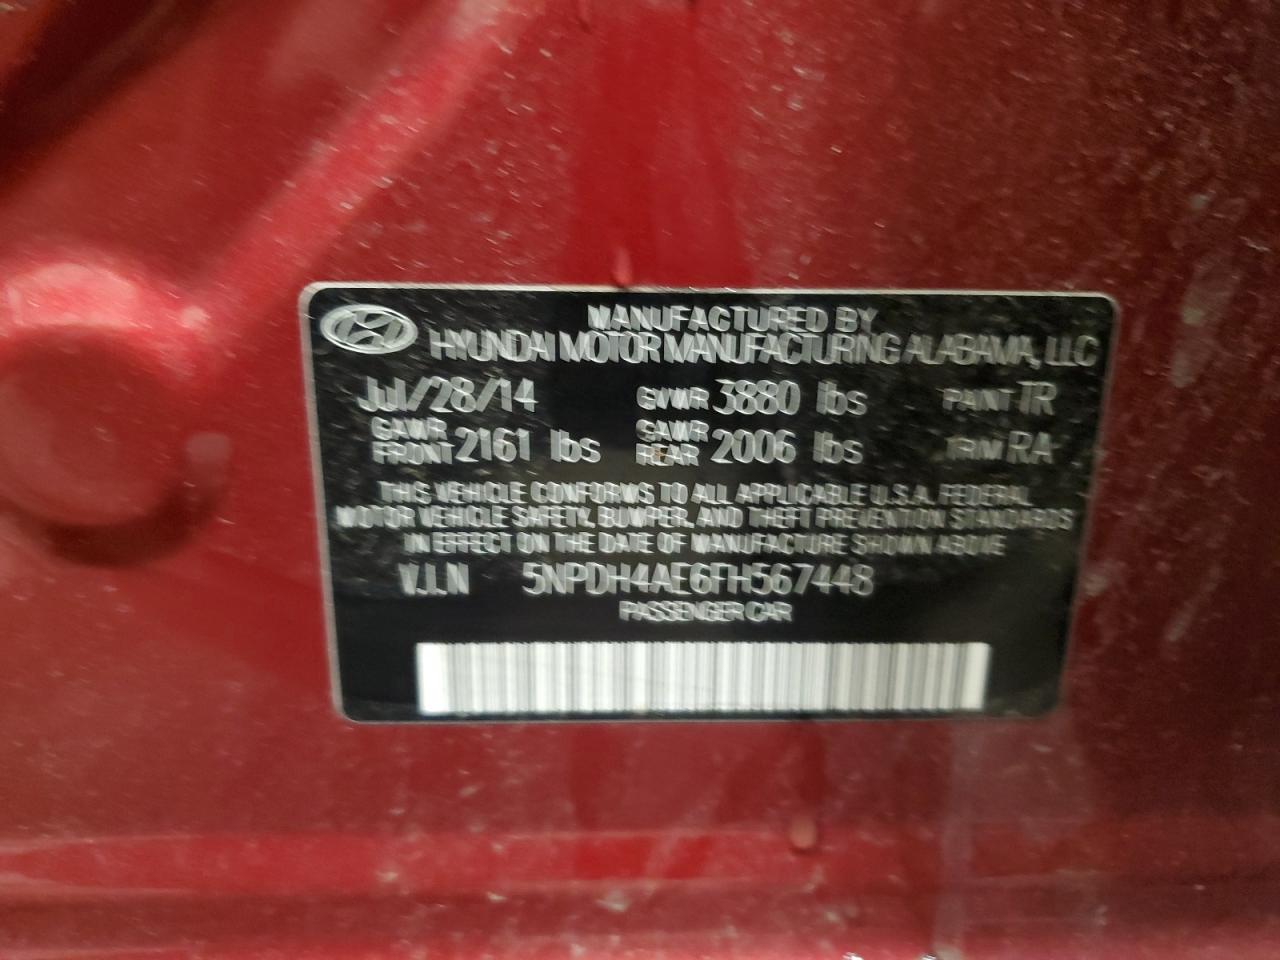 MANUFACTURED BY
HYUNDAI MOTOR MANUFACTURING ALABAMA, LLC
Jul/28/14 GVWR 3880 lbs PAINT TR
GAWR FRONT 2161 lbs GAWR REAR 2006 lbs TRIM RA
THIS VEHICLE CONFORMS TO ALL APPLICABLE U.S.A. FEDERAL
MOTOR VEHICLE SAFETY, BUMPER, AND THEFT PREVENTION STANDARDS
IN EFFECT ON THE DATE OF MANUFACTURE SHOWN ABOVE
V.I.N 5NPDH4AE6FH567448
PASSENGER CAR